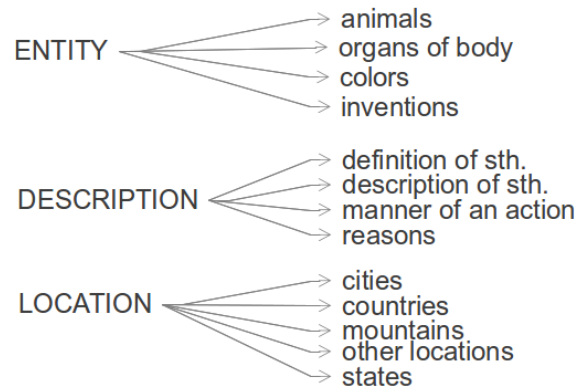 ENTITY
animals
organs of body
colors
inventions
DESCRIPTION
definition of sth.
description of sth.
manner of an action
reasons
LOCATION
cities
countries
mountains
other locations
states